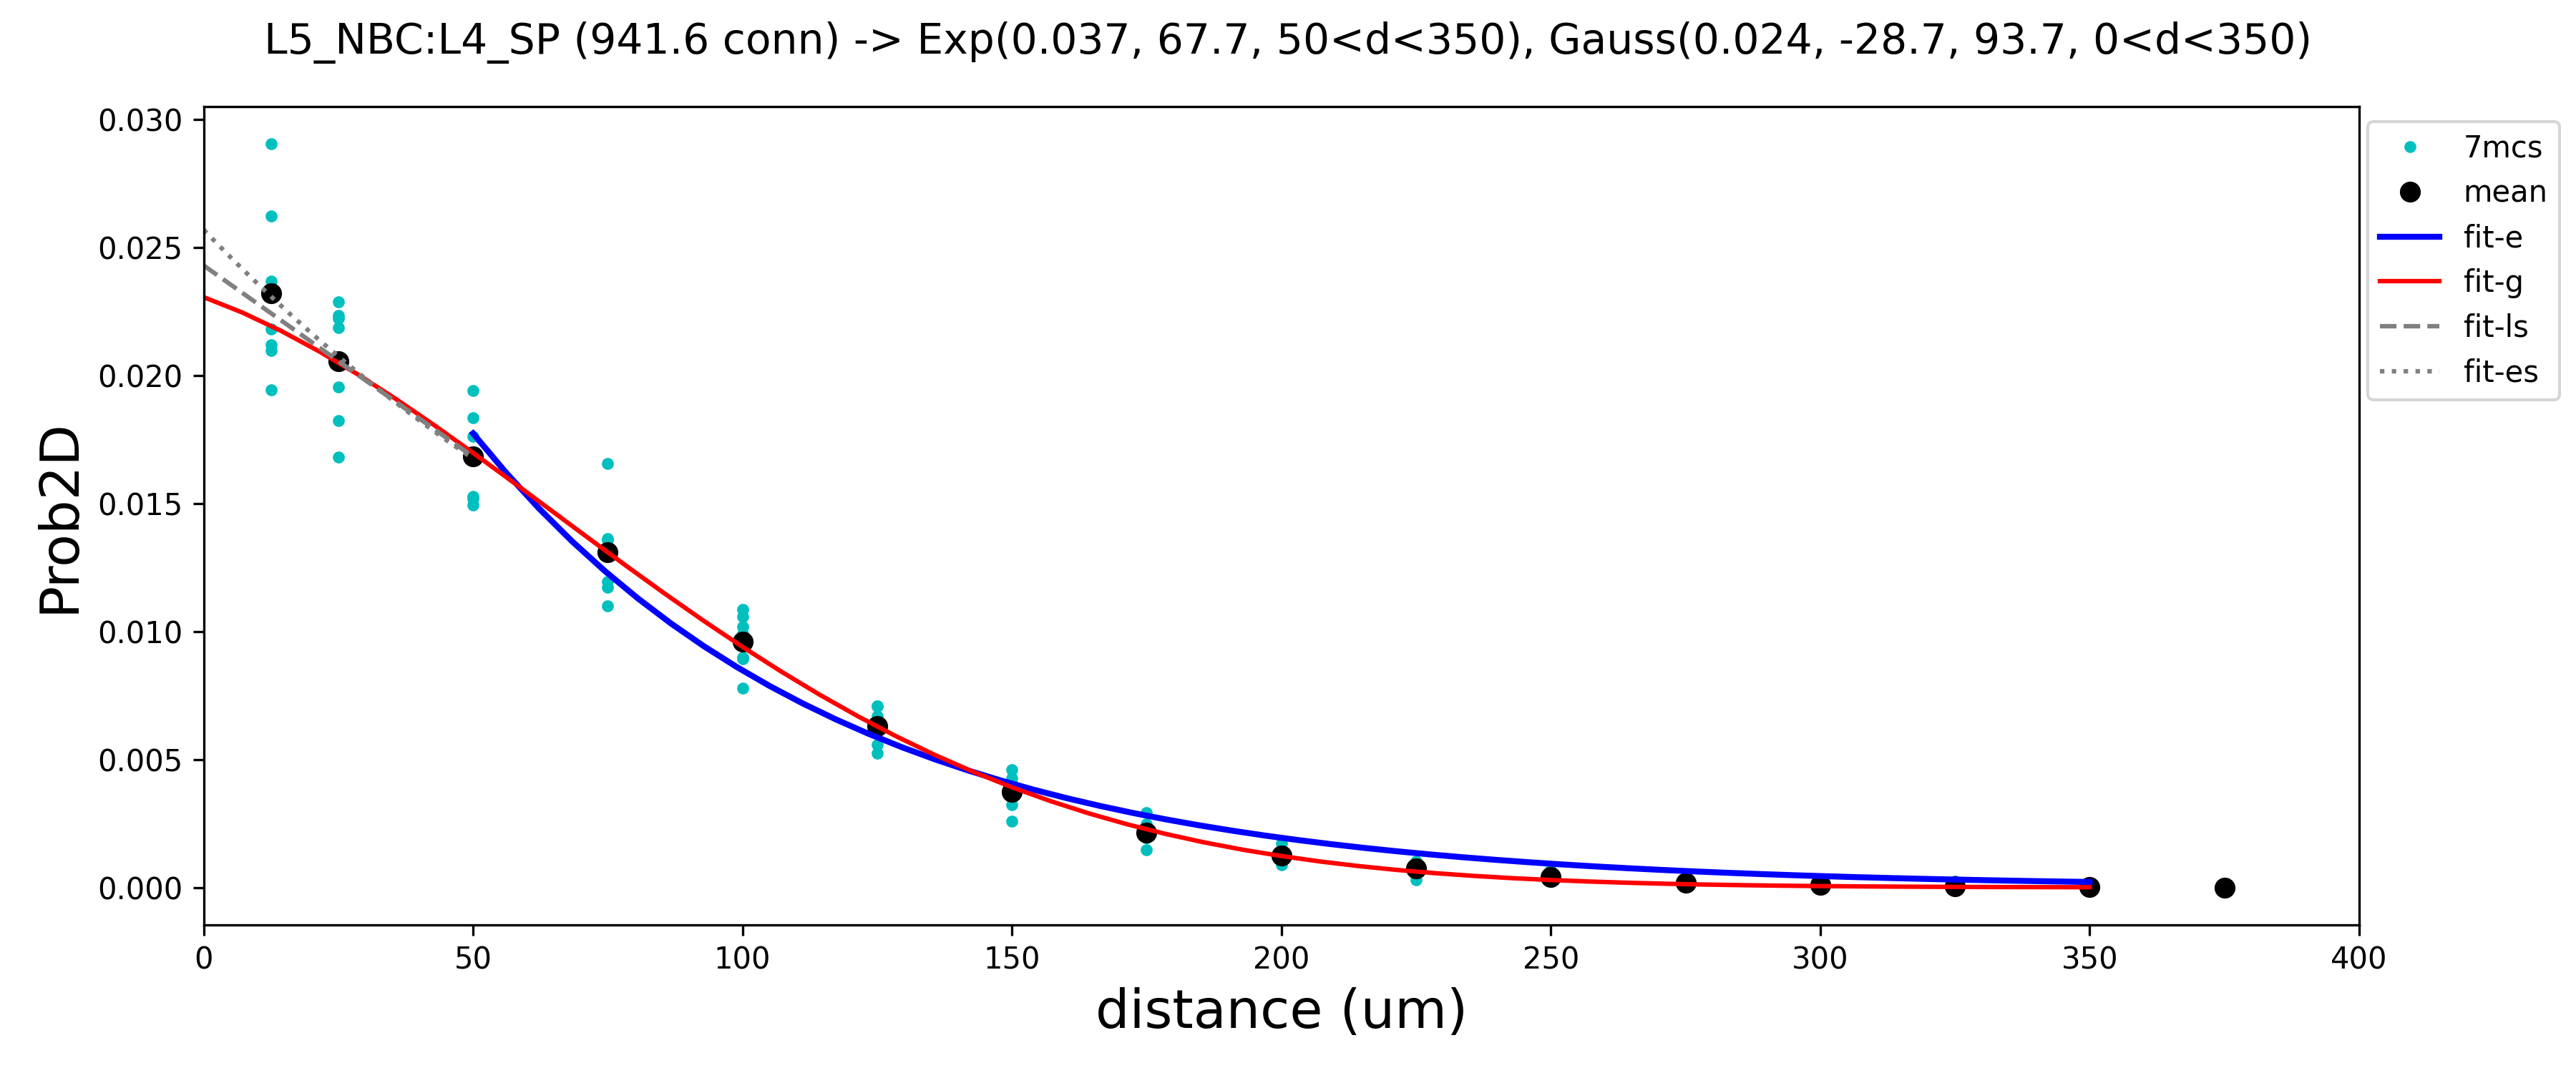 L5_NBC:L4_SP (941.6 conn) -> Exp(0.037, 67.7, 50<d<350), Gauss(0.024, -28.7, 93.7, 0<d<350)
Prob2D
0.030
0.025
0.020
0.015
0.010
0.005
0.000
0 50 100 150 200 250 300 350 400
distance (um)
7mcs
mean
fit-e
fit-g
fit-ls
fit-es